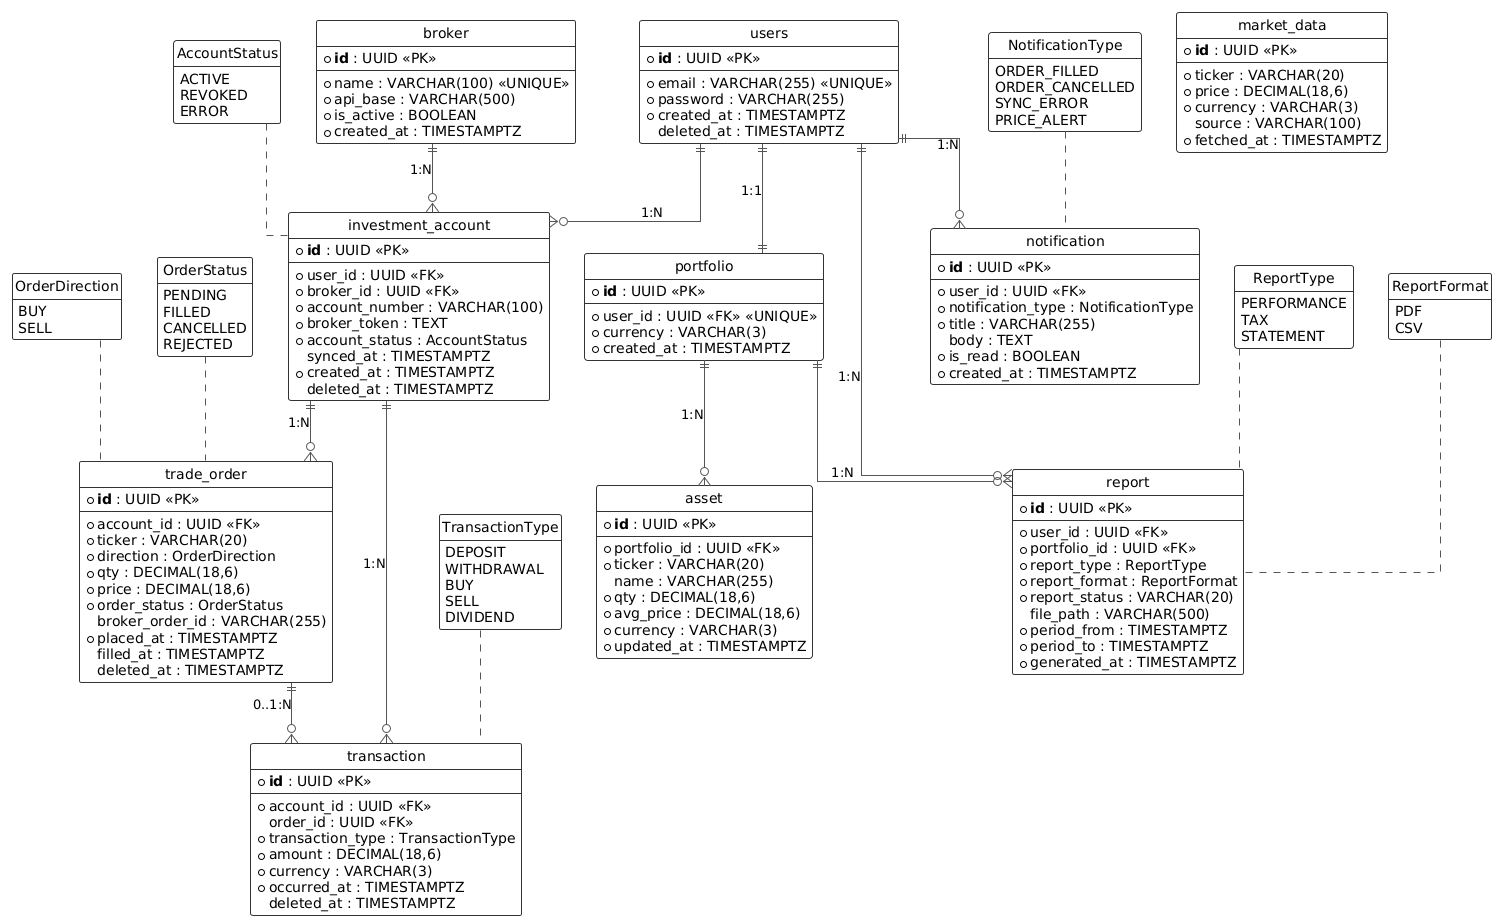 AccountStatus
ACTIVE
REVOKED
ERROR
broker
id : UUID «PK»
name : VARCHAR(100) «UNIQUE»
api_base : VARCHAR(500)
is_active : BOOLEAN
created_at : TIMESTAMPTZ
users
id : UUID «PK»
email : VARCHAR(255) «UNIQUE»
password : VARCHAR(255)
created_at : TIMESTAMPTZ
deleted_at : TIMESTAMPTZ
NotificationType
ORDER_FILLED
ORDER_CANCELLED
SYNC_ERROR
PRICE_ALERT
market_data
id : UUID «PK»
ticker : VARCHAR(20)
price : DECIMAL(18,6)
currency : VARCHAR(3)
source : VARCHAR(100)
fetched_at : TIMESTAMPTZ
1:N
1:N
1:1
1:N
OrderDirection
BUY
SELL
OrderStatus
PENDING
FILLED
CANCELLED
REJECTED
investment_account
id : UUID «PK»
user_id : UUID «FK»
broker_id : UUID «FK»
account_number : VARCHAR(100)
broker_token : TEXT
account_status : AccountStatus
synced_at : TIMESTAMPTZ
created_at : TIMESTAMPTZ
deleted_at : TIMESTAMPTZ
portfolio
id : UUID «PK»
user_id : UUID «FK» «UNIQUE»
currency : VARCHAR(3)
created_at : TIMESTAMPTZ
notification
id : UUID «PK»
user_id : UUID «FK»
notification_type : NotificationType
title : VARCHAR(255)
body : TEXT
is_read : BOOLEAN
created_at : TIMESTAMPTZ
ReportType
PERFORMANCE
TAX
STATEMENT
ReportFormat
PDF
CSV
1:N
1:N
1:N
1:N
1:N
trade_order
id : UUID «PK»
account_id : UUID «FK»
ticker : VARCHAR(20)
direction : OrderDirection
qty : DECIMAL(18,6)
price : DECIMAL(18,6)
order_status : OrderStatus
broker_order_id : VARCHAR(255)
placed_at : TIMESTAMPTZ
filled_at : TIMESTAMPTZ
deleted_at : TIMESTAMPTZ
TransactionType
DEPOSIT
WITHDRAWAL
BUY
SELL
DIVIDEND
asset
id : UUID «PK»
portfolio_id : UUID «FK»
ticker : VARCHAR(20)
name : VARCHAR(255)
qty : DECIMAL(18,6)
avg_price : DECIMAL(18,6)
currency : VARCHAR(3)
updated_at : TIMESTAMPTZ
report
id : UUID «PK»
user_id : UUID «FK»
portfolio_id : UUID «FK»
report_type : ReportType
report_format : ReportFormat
report_status : VARCHAR(20)
file_path : VARCHAR(500)
period_from : TIMESTAMPTZ
period_to : TIMESTAMPTZ
generated_at : TIMESTAMPTZ
0..1:N
transaction
id : UUID «PK»
account_id : UUID «FK»
order_id : UUID «FK»
transaction_type : TransactionType
amount : DECIMAL(18,6)
currency : VARCHAR(3)
occurred_at : TIMESTAMPTZ
deleted_at : TIMESTAMPTZ